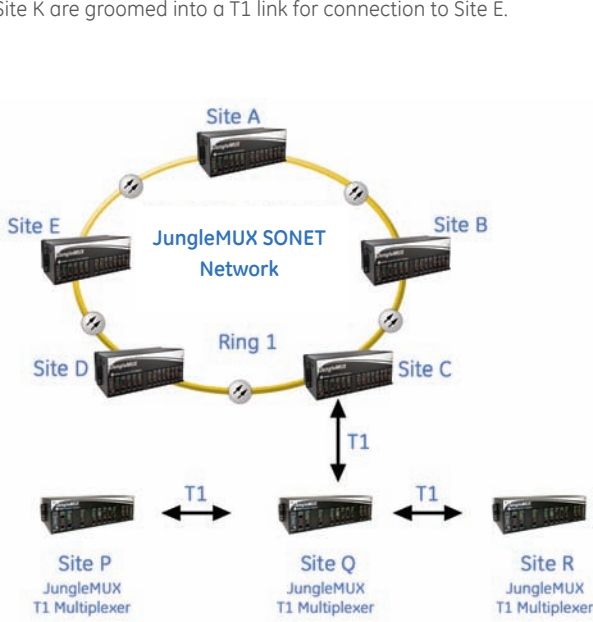 Site K are groomed into a T1 link for connection to Site E.
Site A
Site E
JungleMUX SONET
Network
Site B
Ring 1
Site D
Site C
T1
T1
T1
Site P
JungleMUX
T1 Multiplexer
Site Q
JungleMUX
T1 Multiplexer
Site R
JungleMUX
T1 Multiplexer